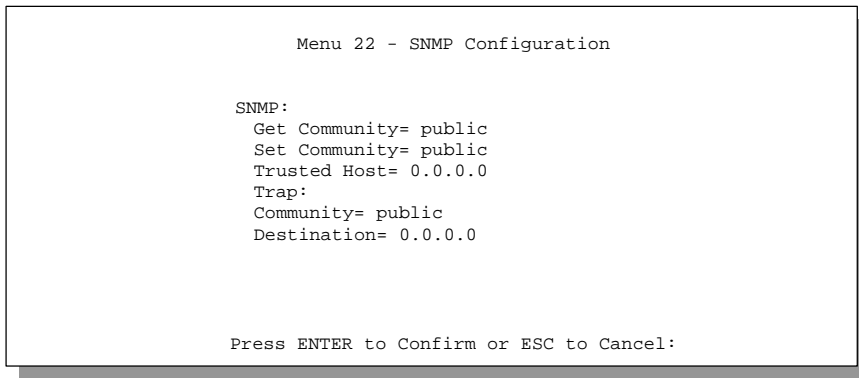 Menu 22 - SNMP Configuration
SNMP:
Get Community= public
Set Community= public
Trusted Host= 0.0.0.0
Trap:
Community= public
Destination= 0.0.0.0
Press ENTER to Confirm or ESC to Cancel: